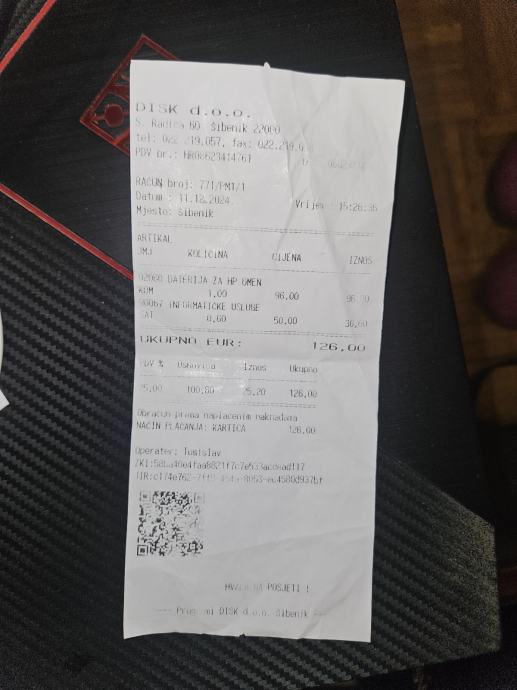 DISK d.o.o.
S. Radića 60 Šibenik 22000
tel: 022 219.057, fax: 022.219.0
PDV br.: HR08623414761
RAČUN broj: 771/PM1/1
Datum : 11.12.2024. Vrijeme: 15:26:36
Mjesto: Šibenik
ARTIKAL
JMJ KOLIČINA CIJENA IZNOS
02060 BATERIJA ZA HP OMEN
KOM 1.00 96.00 96.00
90067 INFORMATIČKE USLUGE
SAT 0,60 50,00 30,00
UKUPNO EUR: 126,00
PDV % Osnovica Iznos Ukupno
25,00 100,80 25,20 126,00
Obračun prema naplaćenim naknadama
NAČIN PLAĆANJA: KARTICA 126,00
Operater: Tomislav
HVALA NA POSJETI !
DISK d.o.o. Šibenik